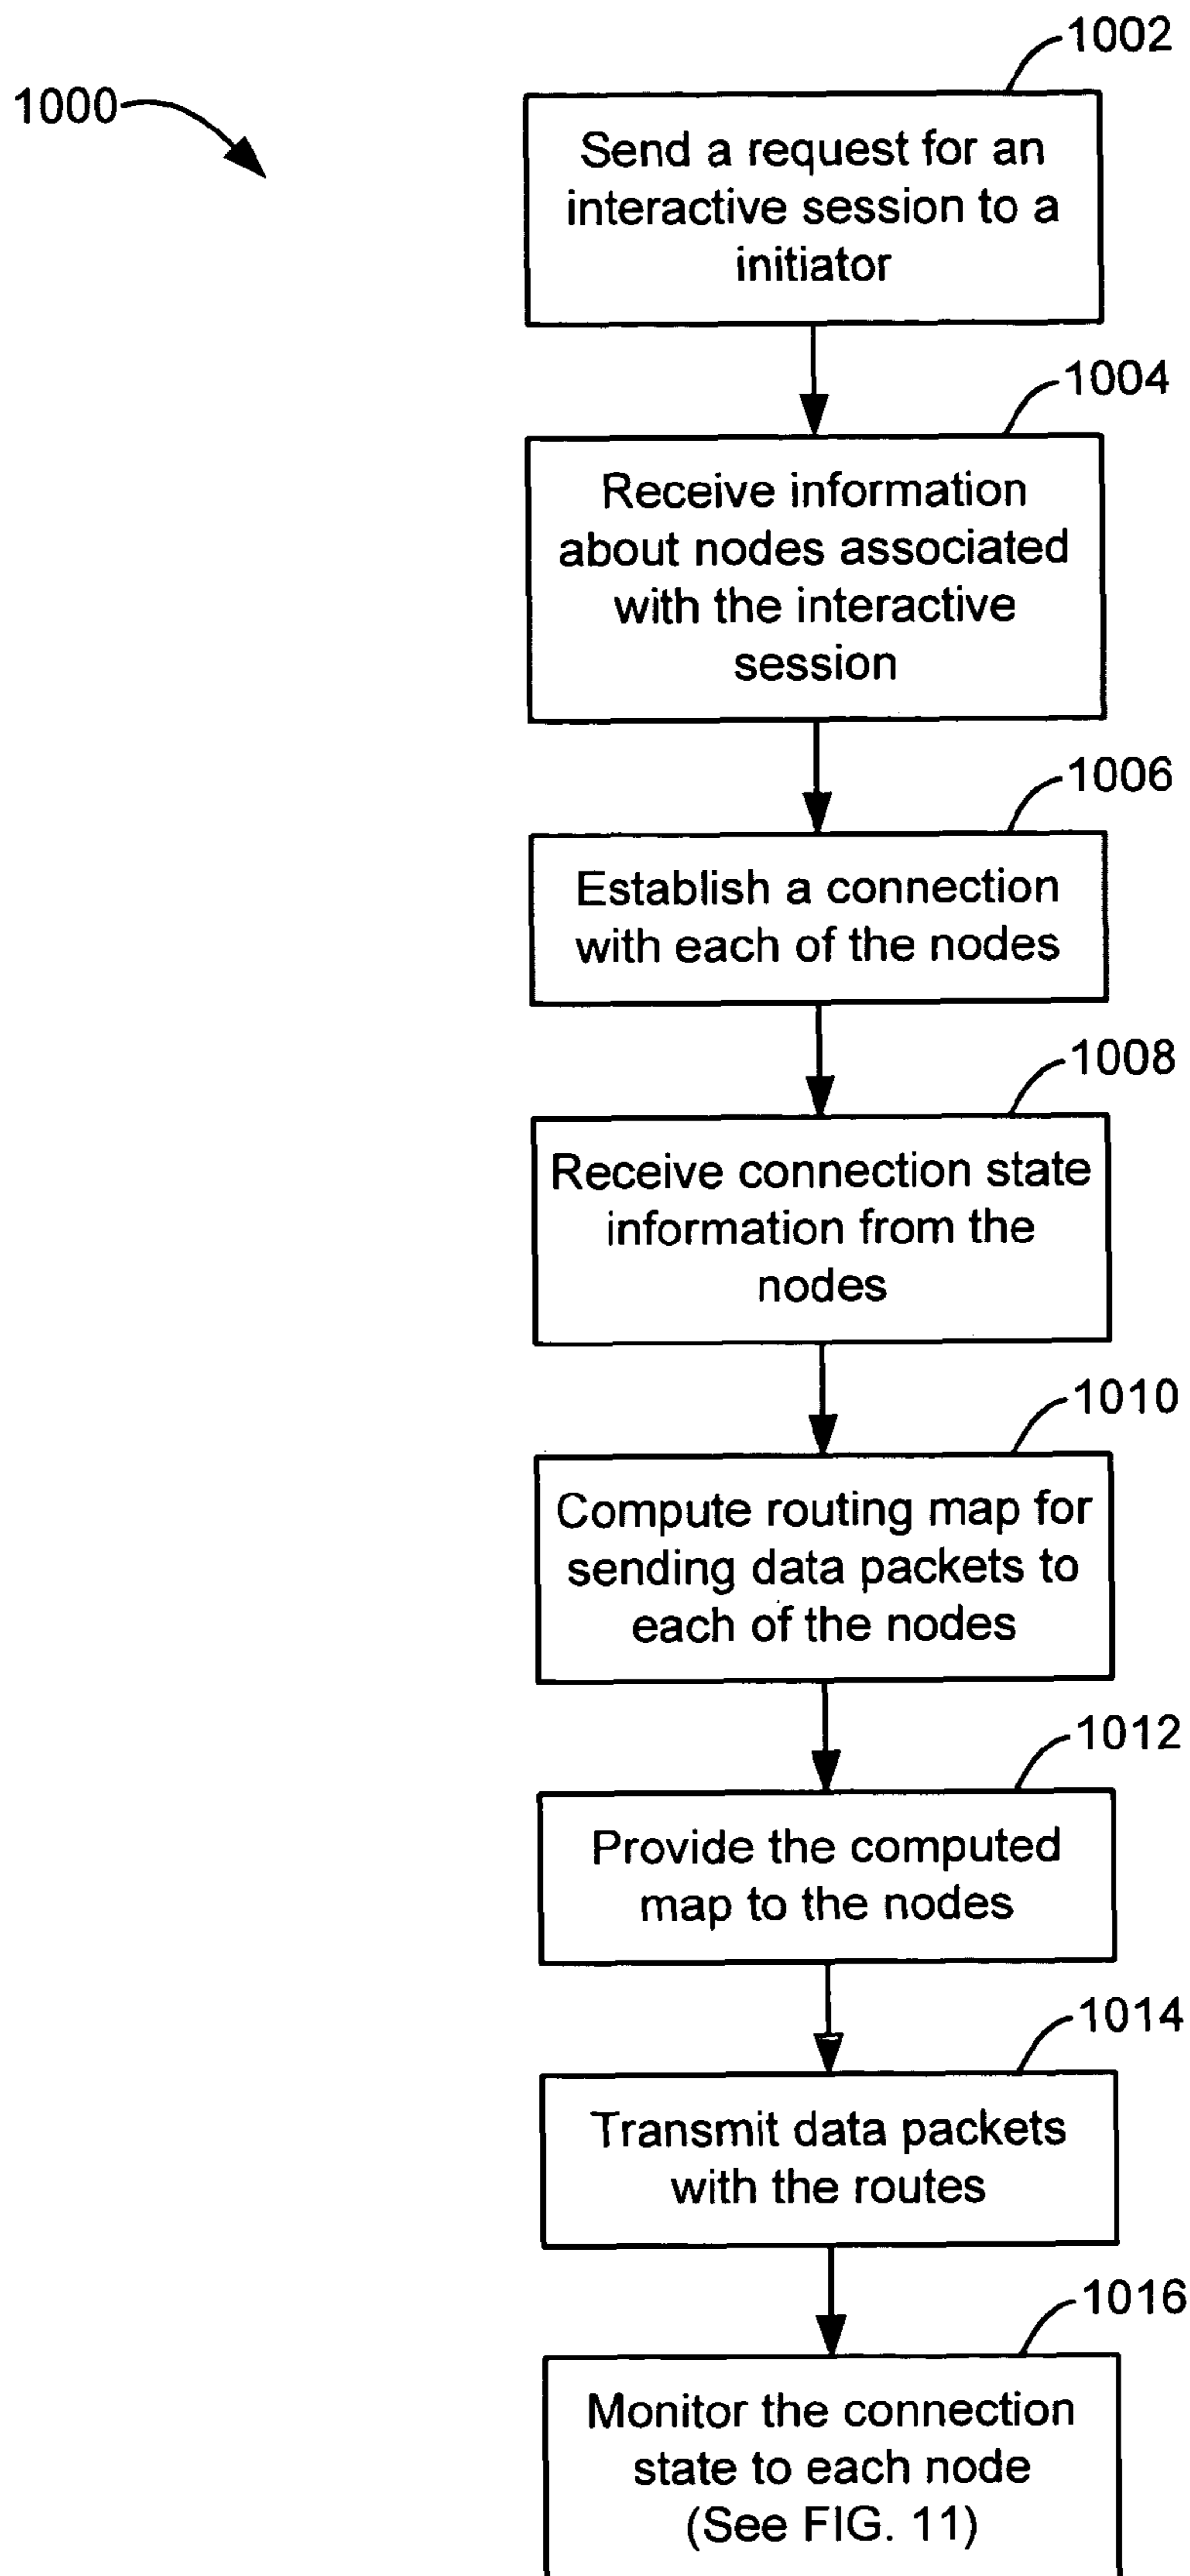 1000
1002
Send a request for an
interactive session to a
initiator
1004
Receive information
about nodes associated
with the interactive
session
1006
Establish a connection
with each of the nodes
1008
Receive connection state
information from the
nodes
1010
Compute routing map for
sending data packets to
each of the nodes
1012
Provide the computed
map to the nodes
1014
Transmit data packets
with the routes
1016
Monitor the connection
state to each node
(See FIG. 11)